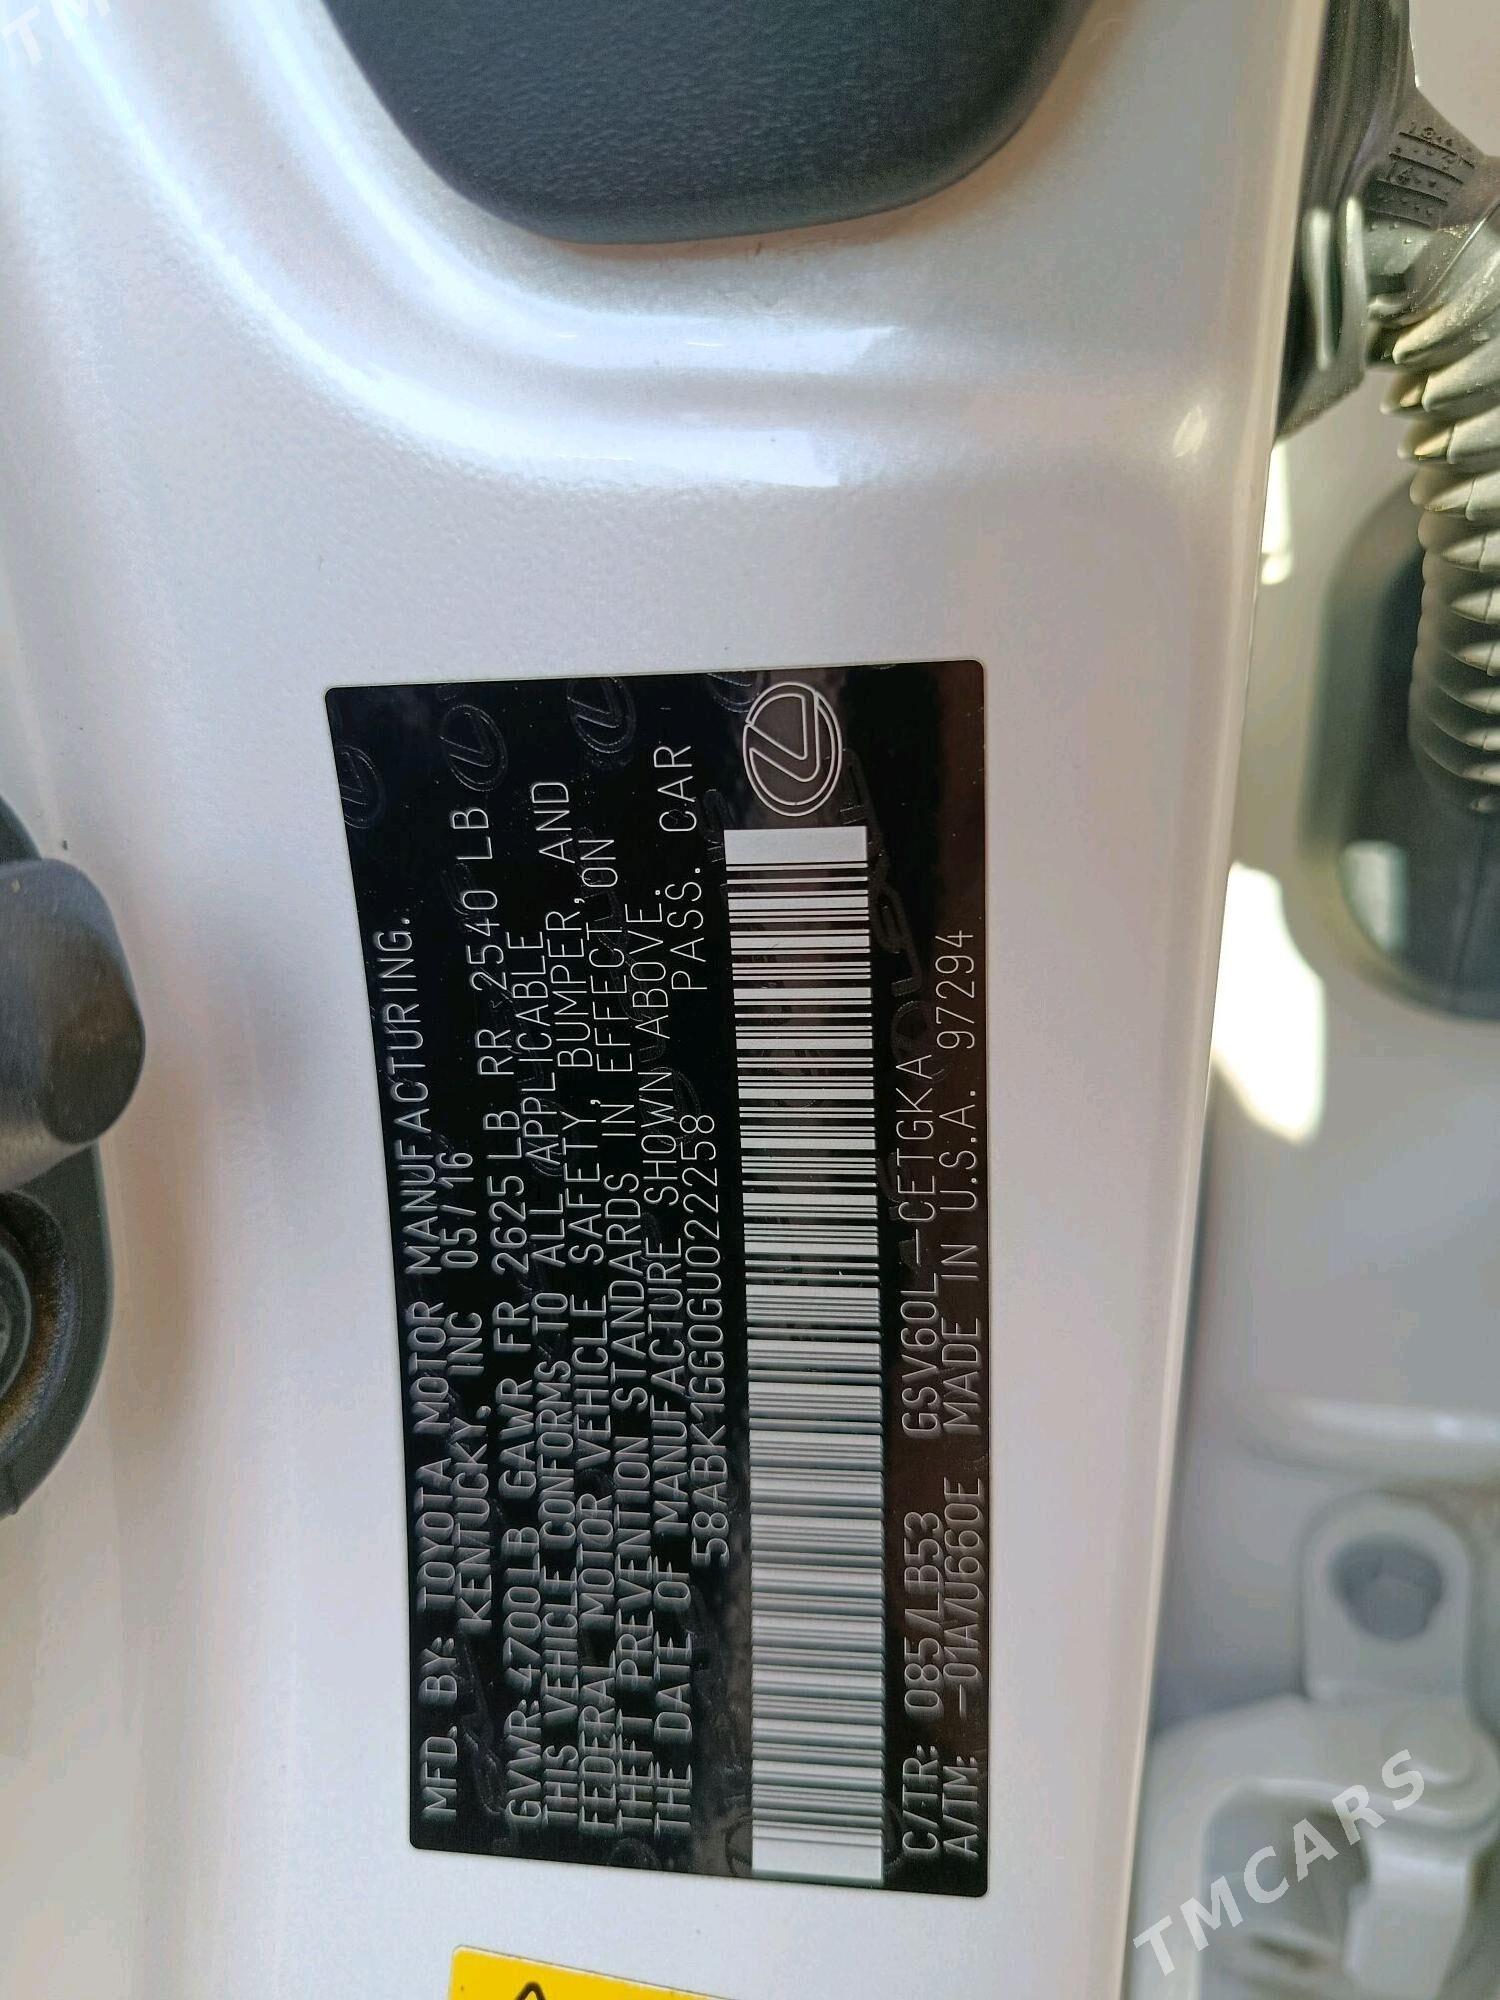 MFD. BY: TOYOTA MOTOR MANUFACTURING.
KENTUCKY, INC 05/16
GVWR:4700LB GAWR FR 2625LB RR 2540 LB
THIS VEHICLE CONFORMS TO ALL APPLICABLE
FEDERAL MOTOR VEHICLE SAFETY, BUMPER, AND
THEFT PREVENTION STANDARDS IN EFFECT ON
THE DATE OF MANUFACTURE SHOWN ABOVE.
58ABK1GG0GU022258 PASS. CAR
C/TR: 085/LB53 GSV60L-CETGKA
A/TM: -01A/U660E MADE IN U.S.A. 97294
TMCARS